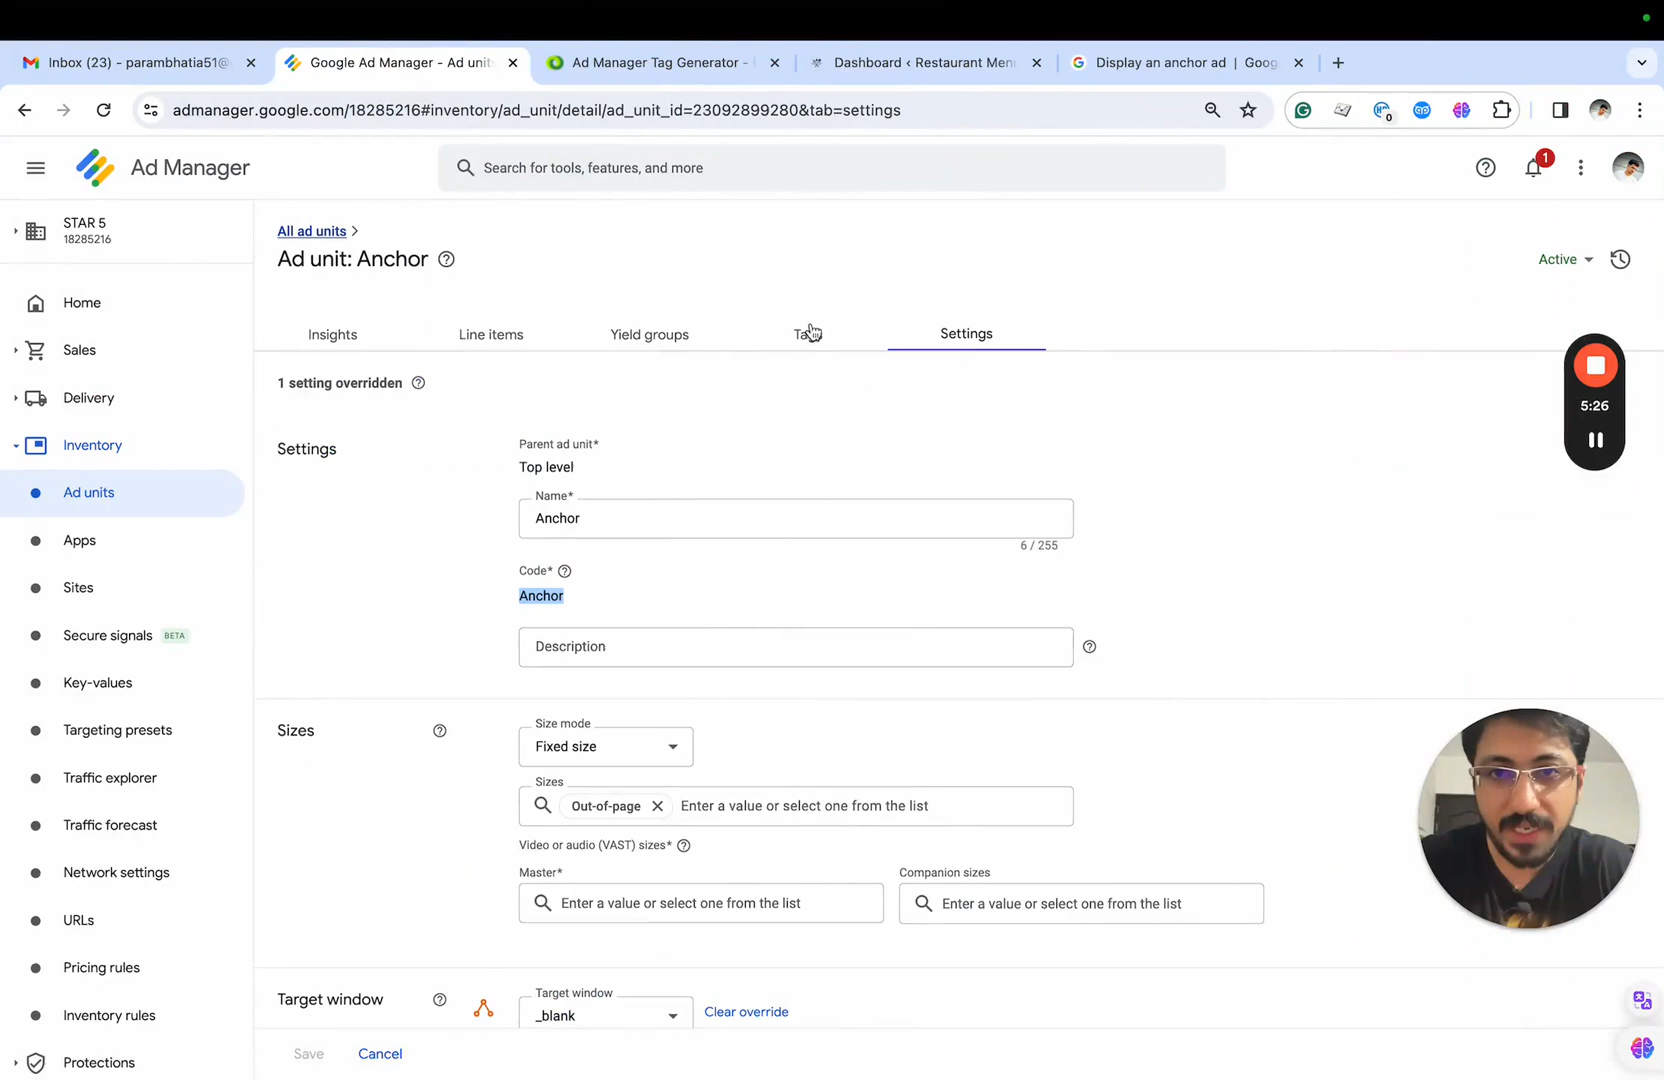 Inbox (23) - parambhatia51@
Google Ad Manager - Ad units
Ad Manager Tag Generator -
Dashboard ‹ Restaurant Menu
Display an anchor ad | Goog
admanager.google.com/18285216#inventory/ad_unit/detail/ad_unit_id=23092899280&tab=settings
0
Ad Manager
Search for tools, features, and more
1
STAR 5
18285216
All ad units
Ad unit: Anchor
Active
Home
Insights
Line items
Yield groups
Settings
Sales
1 setting overridden
5:26
Delivery
Inventory
Settings
Parent ad unit*
Top level
Ad units
Name*
Anchor
6 / 255
Apps
Code*
Anchor
Sites
Secure signals BETA
Description
Key-values
Targeting presets
Sizes
Size mode
Fixed size
Traffic explorer
Sizes
Out-of-page
Enter a value or select one from the list
Traffic forecast
Video or audio (VAST) sizes*
Network settings
Master*
Companion sizes
Enter a value or select one from the list
Enter a value or select one from the list
URLs
Pricing rules
Target window
Target window
_blank
Clear override
Inventory rules
Save
Cancel
Protections